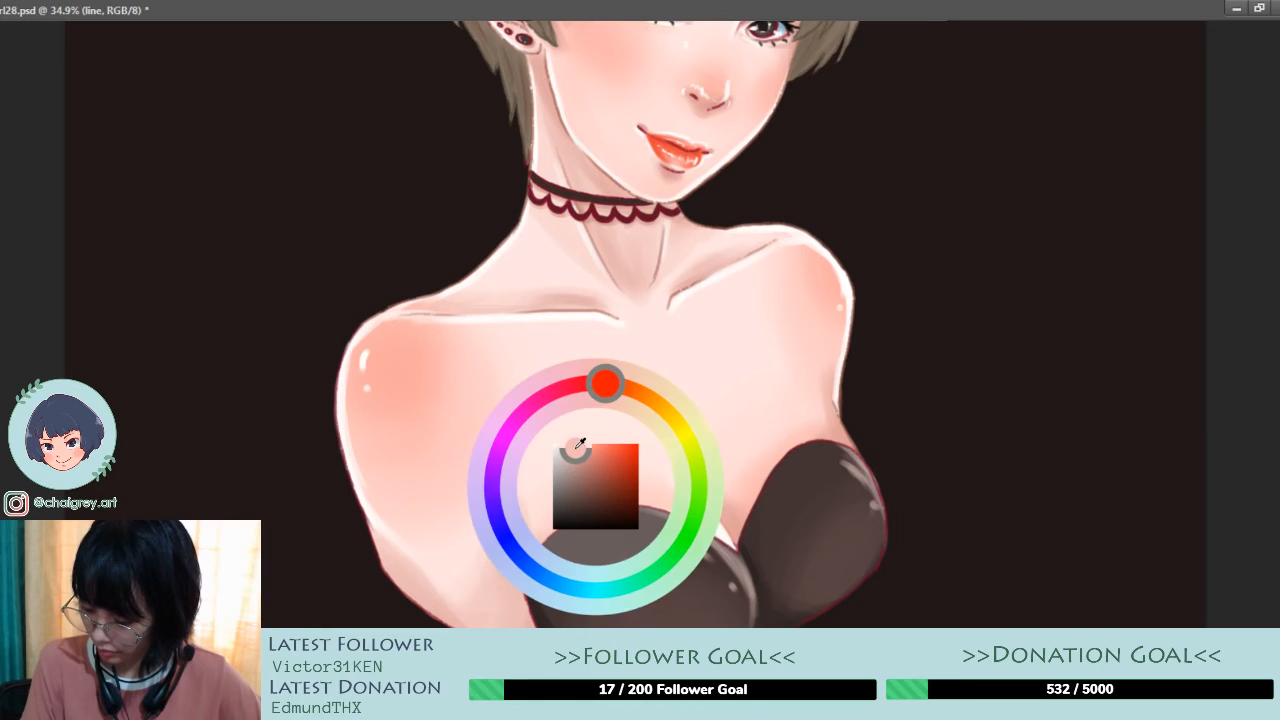 rl28.psd @ 34.9% (line, RGB/8) *
@chaigrey.art
LATEST FOLLOWER
Victor31KEN
LATEST DONATION
EdmundTHX
>>FOLLOWER GOAL<<
17 / 200 Follower Goal
>>DONATION GOAL<<
532 / 5000